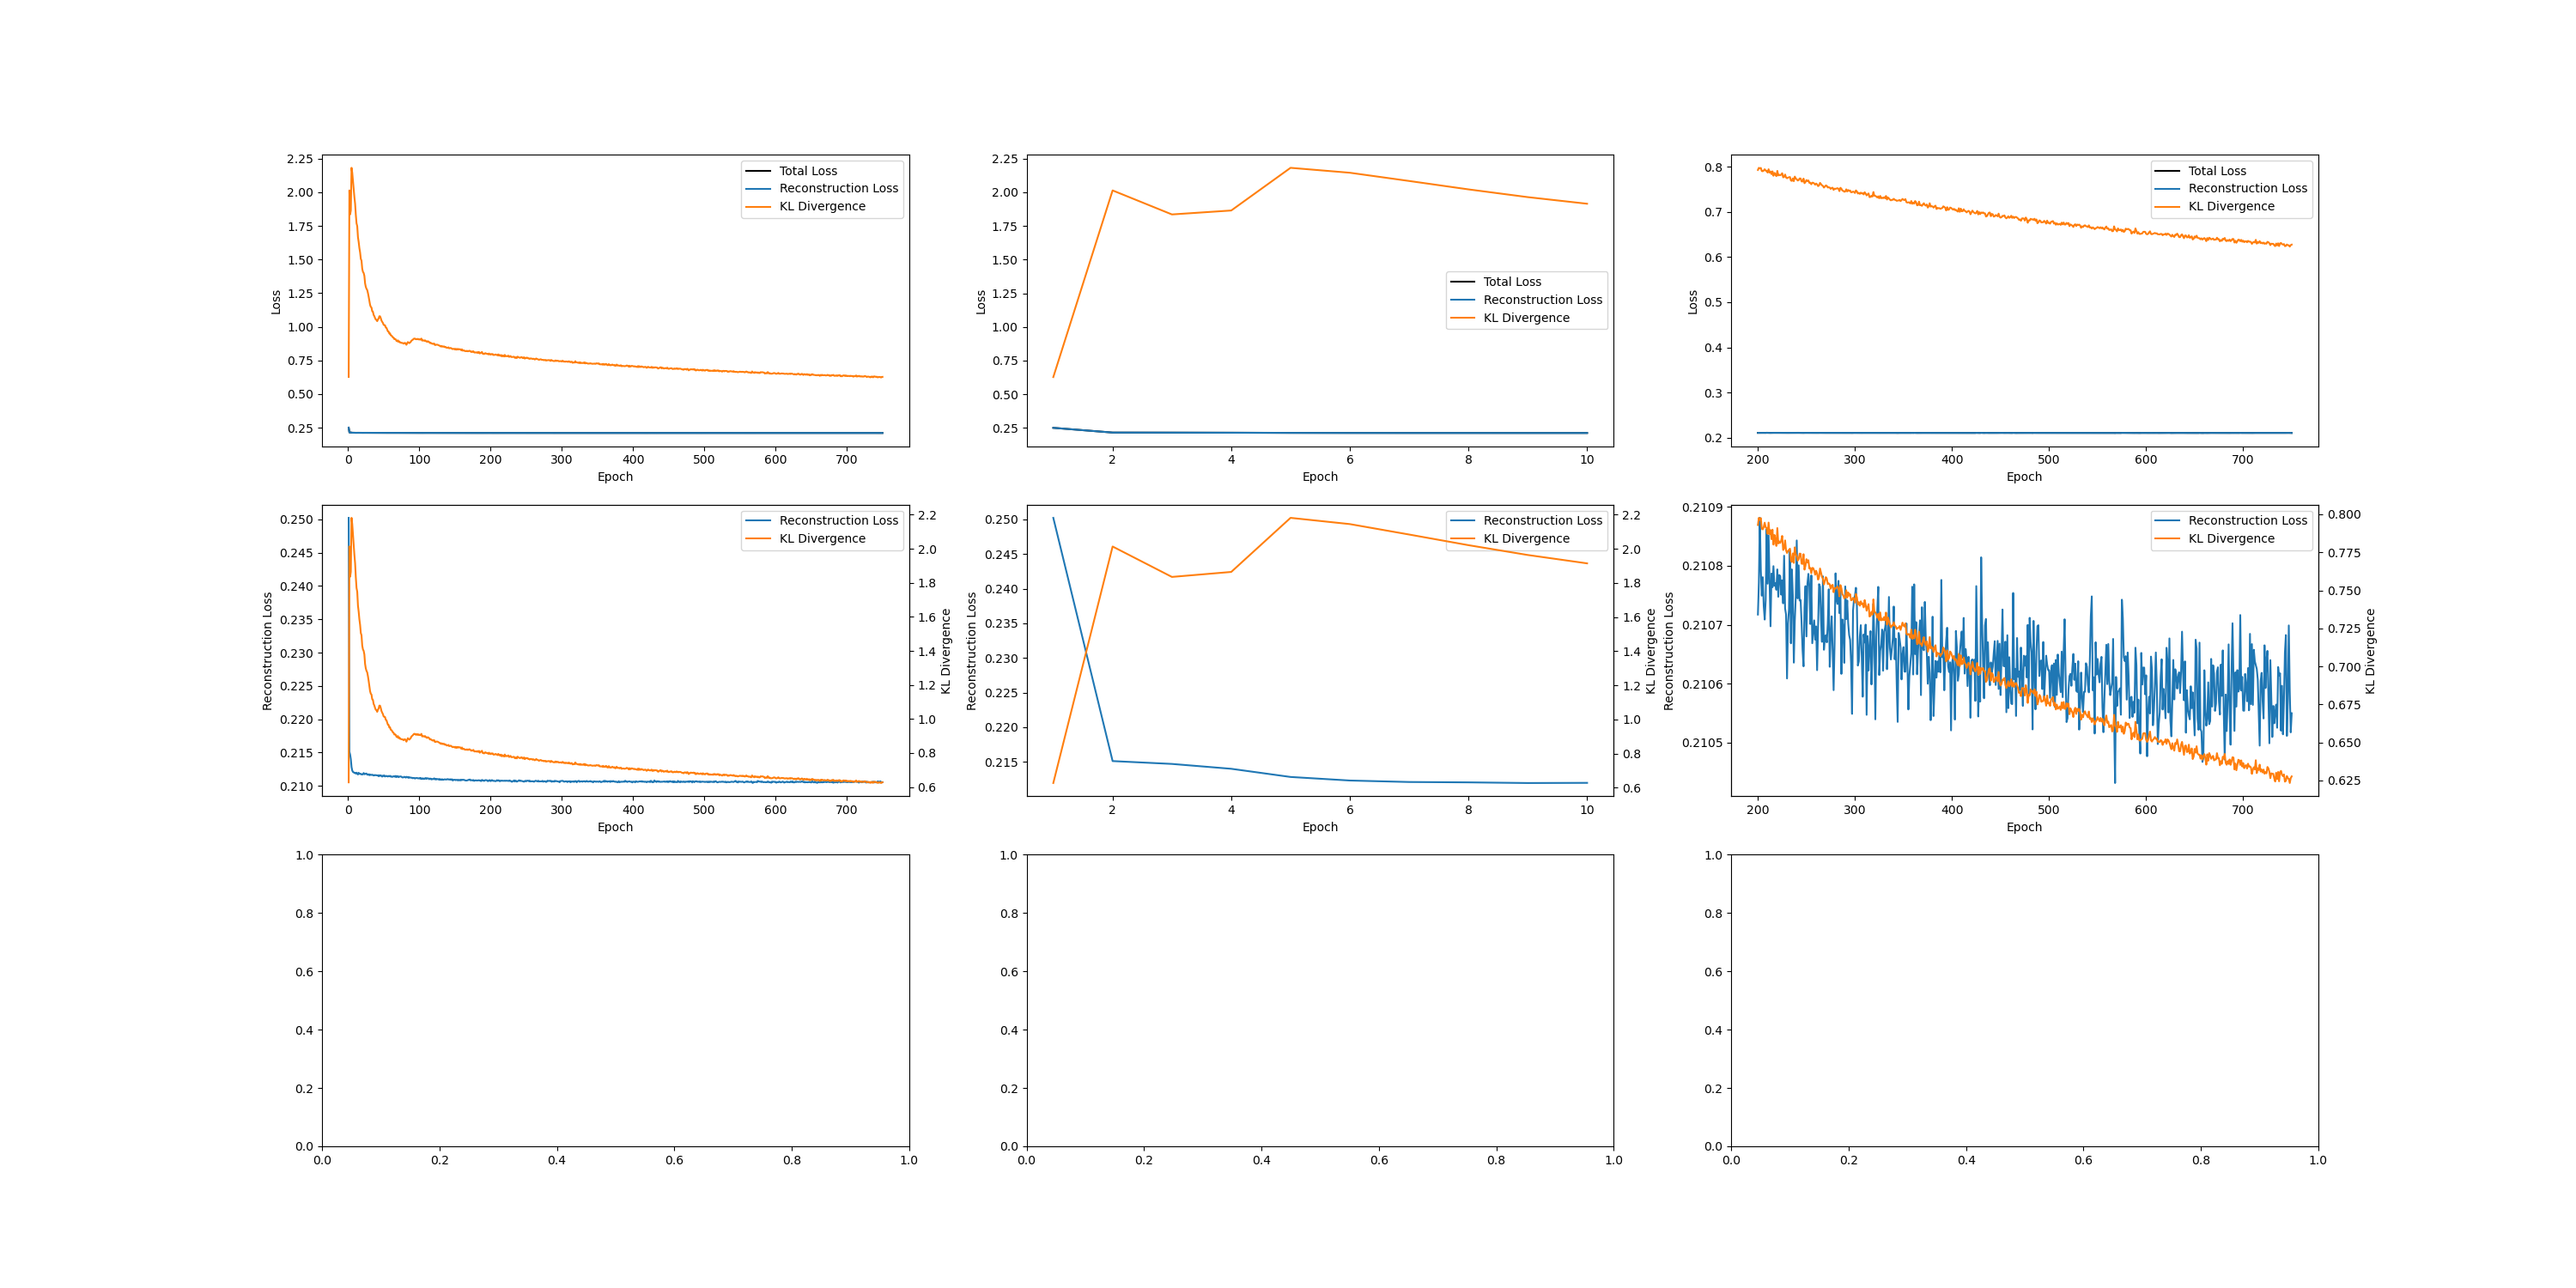 2.25
2.00
1.75
1.50
1.25
1.00
0.75
0.50
0.25
Loss
Total Loss
Reconstruction Loss
KL Divergence
0 100 200 300 400 500 600 700
Epoch
2.25
2.00
1.75
1.50
1.25
1.00
0.75
0.50
0.25
Loss
Total Loss
Reconstruction Loss
KL Divergence
2 4 6 8 10
Epoch
0.8
0.7
0.6
0.5
0.4
0.3
0.2
Loss
Total Loss
Reconstruction Loss
KL Divergence
200 300 400 500 600 700
Epoch
0.250
0.245
0.240
0.235
0.230
0.225
0.220
0.215
0.210
Reconstruction Loss
Reconstruction Loss
KL Divergence
2.2
2.0
1.8
1.6
1.4
1.2
1.0
0.8
0.6
KL Divergence
0 100 200 300 400 500 600 700
Epoch
0.250
0.245
0.240
0.235
0.230
0.225
0.220
0.215
Reconstruction Loss
Reconstruction Loss
KL Divergence
2.2
2.0
1.8
1.6
1.4
1.2
1.0
0.8
0.6
KL Divergence
2 4 6 8 10
Epoch
0.2109
0.2108
0.2107
0.2106
0.2105
Reconstruction Loss
Reconstruction Loss
KL Divergence
0.800
0.775
0.750
0.725
0.700
0.675
0.650
0.625
KL Divergence
200 300 400 500 600 700
Epoch
1.0
0.8
0.6
0.4
0.2
0.0
0.0 0.2 0.4 0.6 0.8 1.0
1.0
0.8
0.6
0.4
0.2
0.0
0.0 0.2 0.4 0.6 0.8 1.0
1.0
0.8
0.6
0.4
0.2
0.0
0.0 0.2 0.4 0.6 0.8 1.0